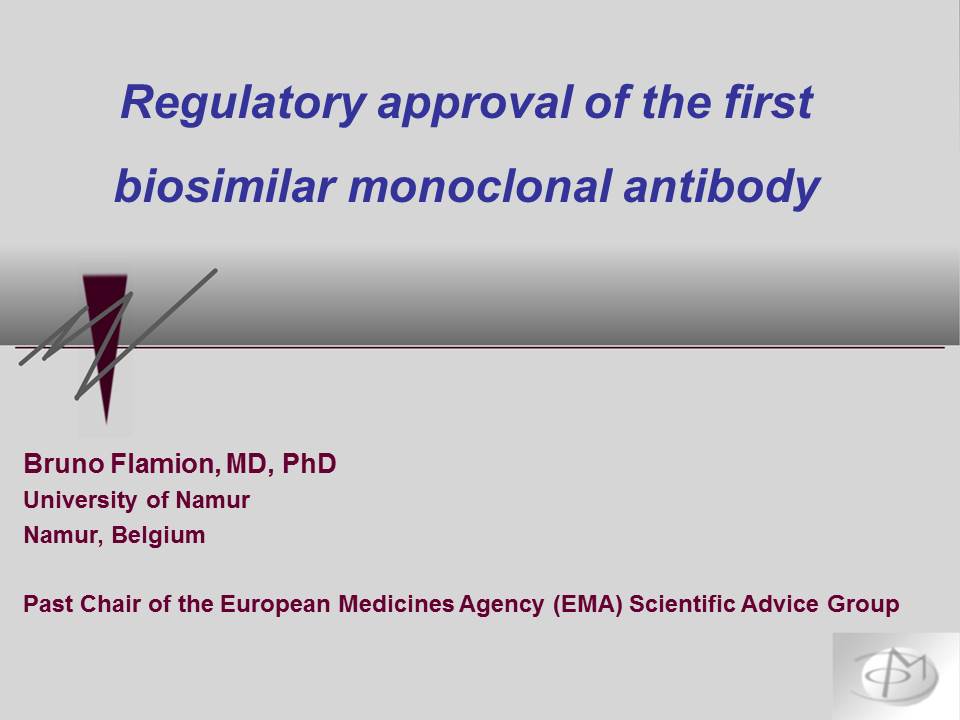 Regulatory approval of the first
biosimilar monoclonal antibody
Bruno Flamion, MD, PhD
University of Namur
Namur, Belgium
Past Chair of the European Medicines Agency (EMA) Scientific Advice Group